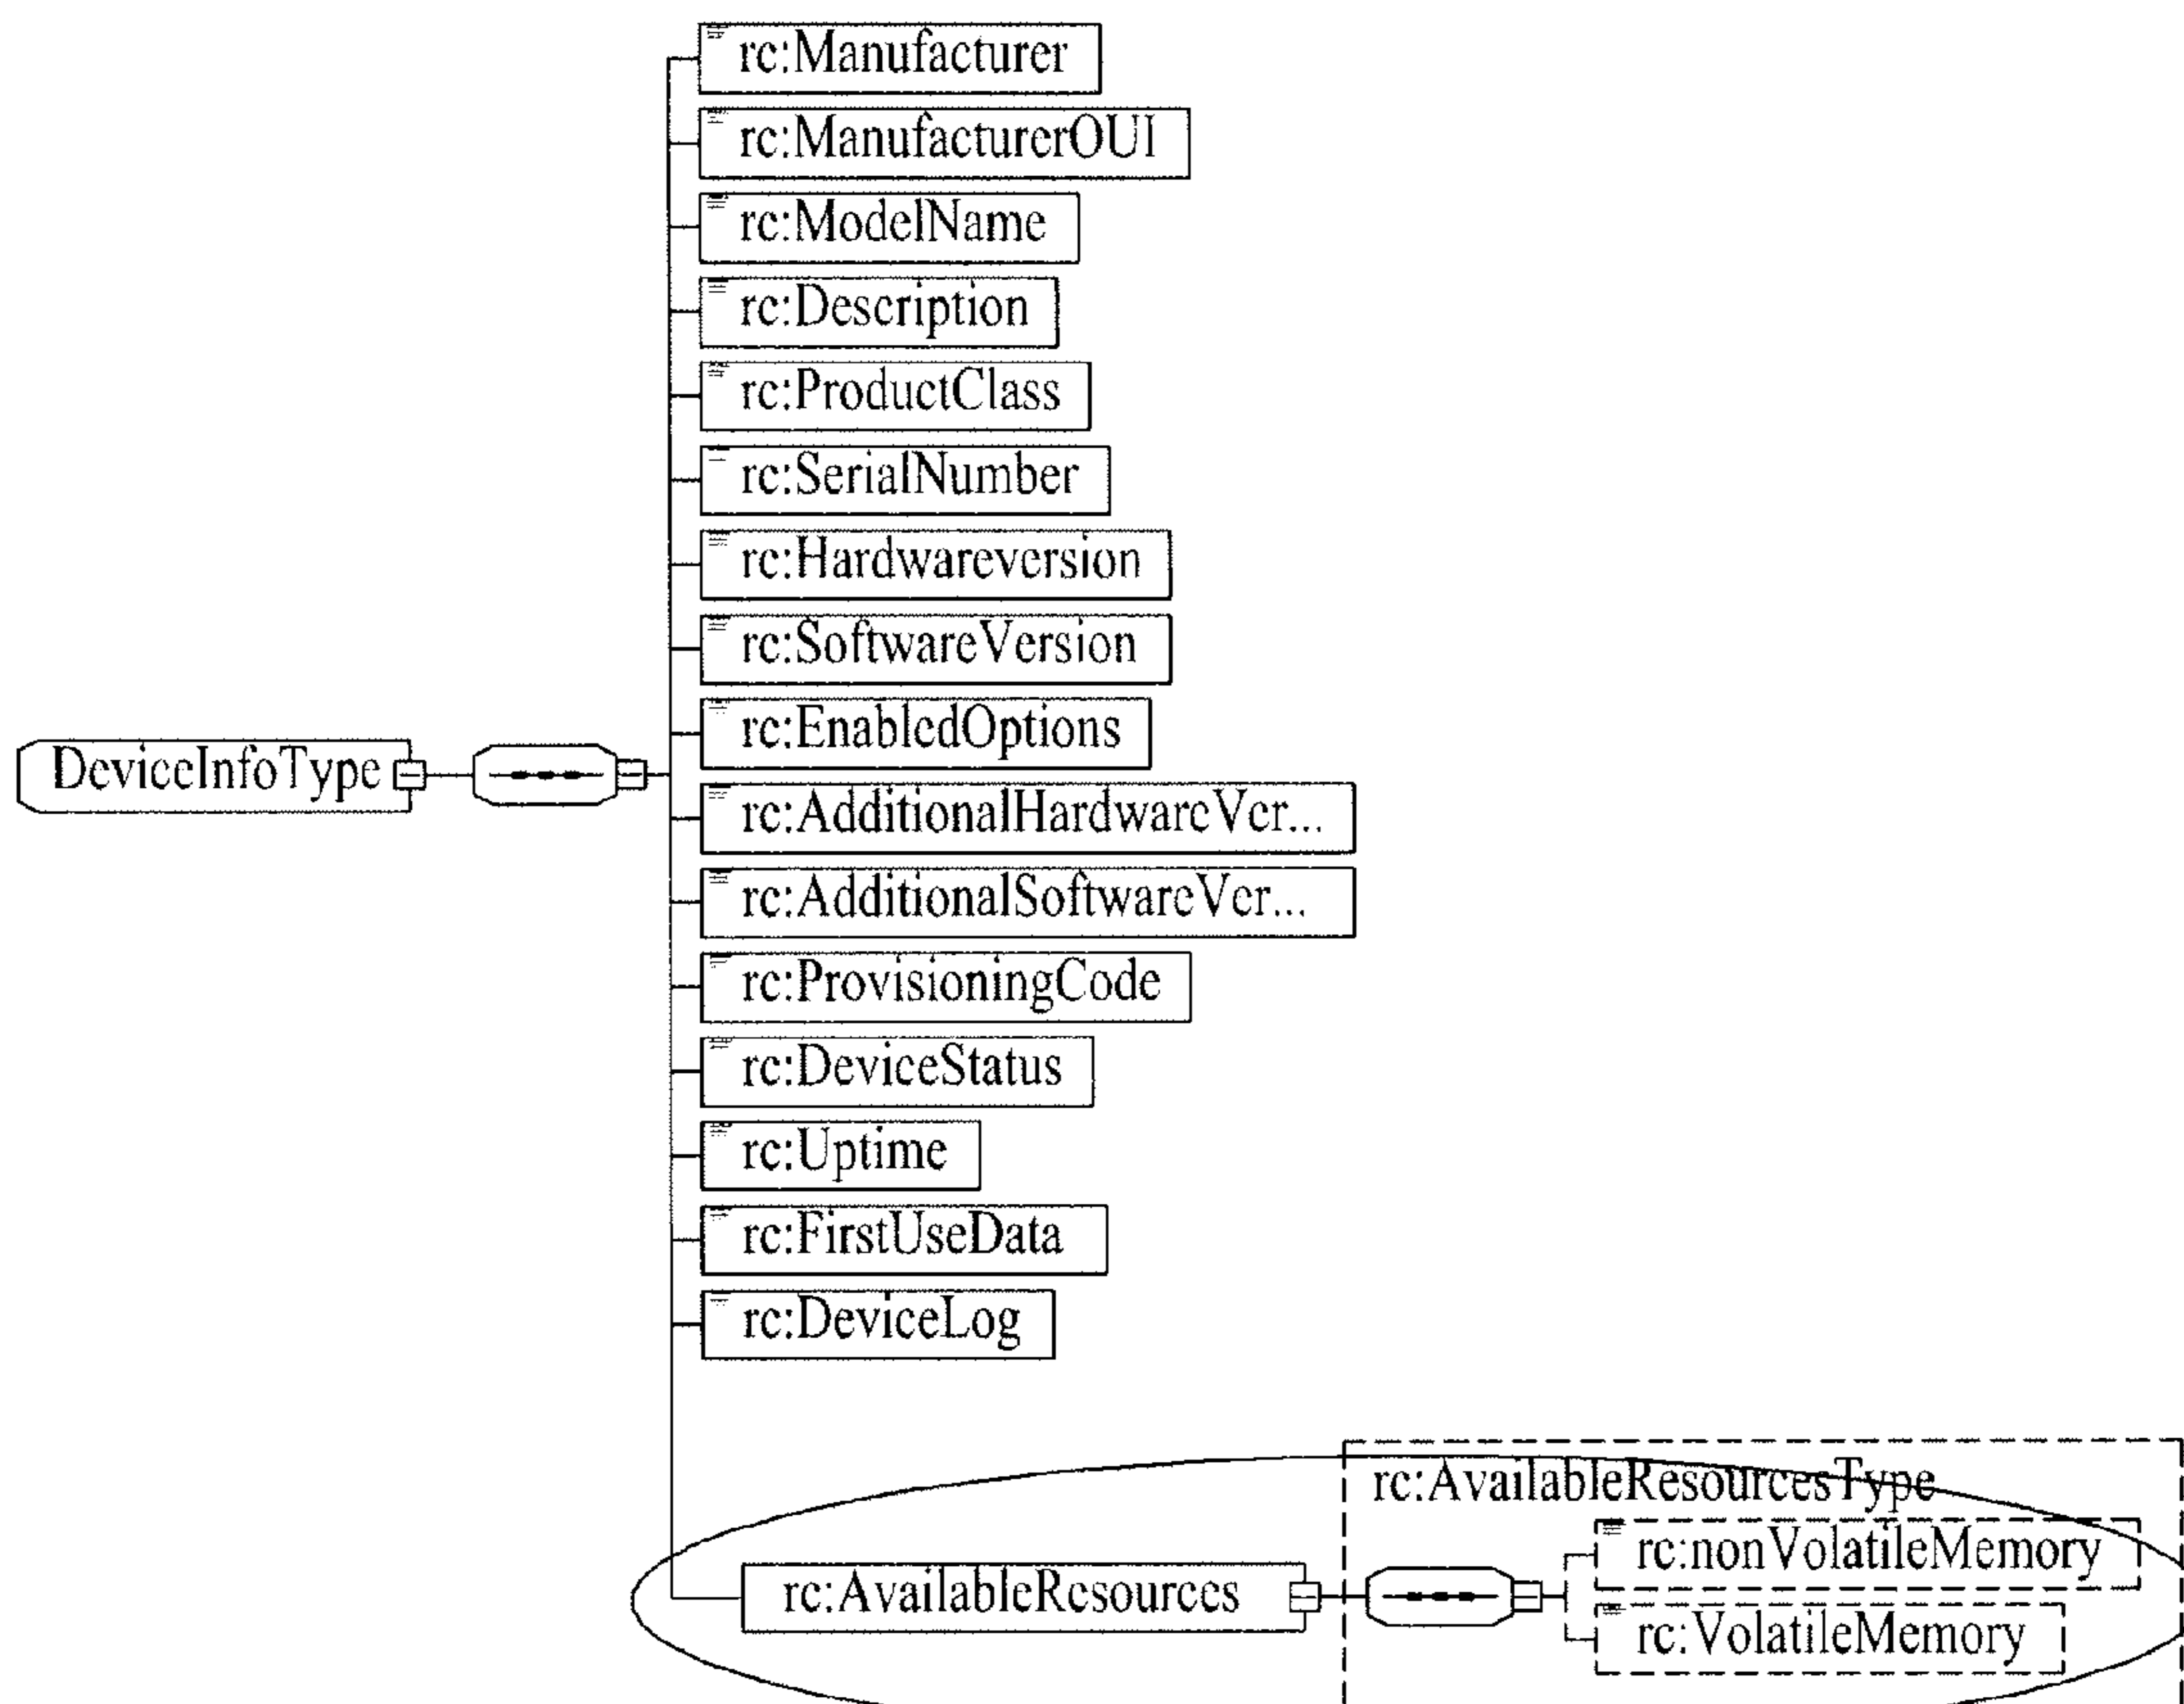 rc:Manufacturer
rc:ManufacturerOUI
rc:ModelName
rc:Description
rc:ProductClass
rc:SerialNumber
rc:Hardwareversion
rc:SoftwareVersion
rc:EnabledOptions
DeviceInfoType
rc:AdditionalHardwareVer...
rc:AdditionalSoftwareVer...
rc:ProvisioningCode
rc:DeviceStatus
rc:Uptime
rc:FirstUseData
rc:DeviceLog
rc:AvailableResourcesType
rc:nonVolatileMemory
rc:AvailableResources
rc:VolatileMemory